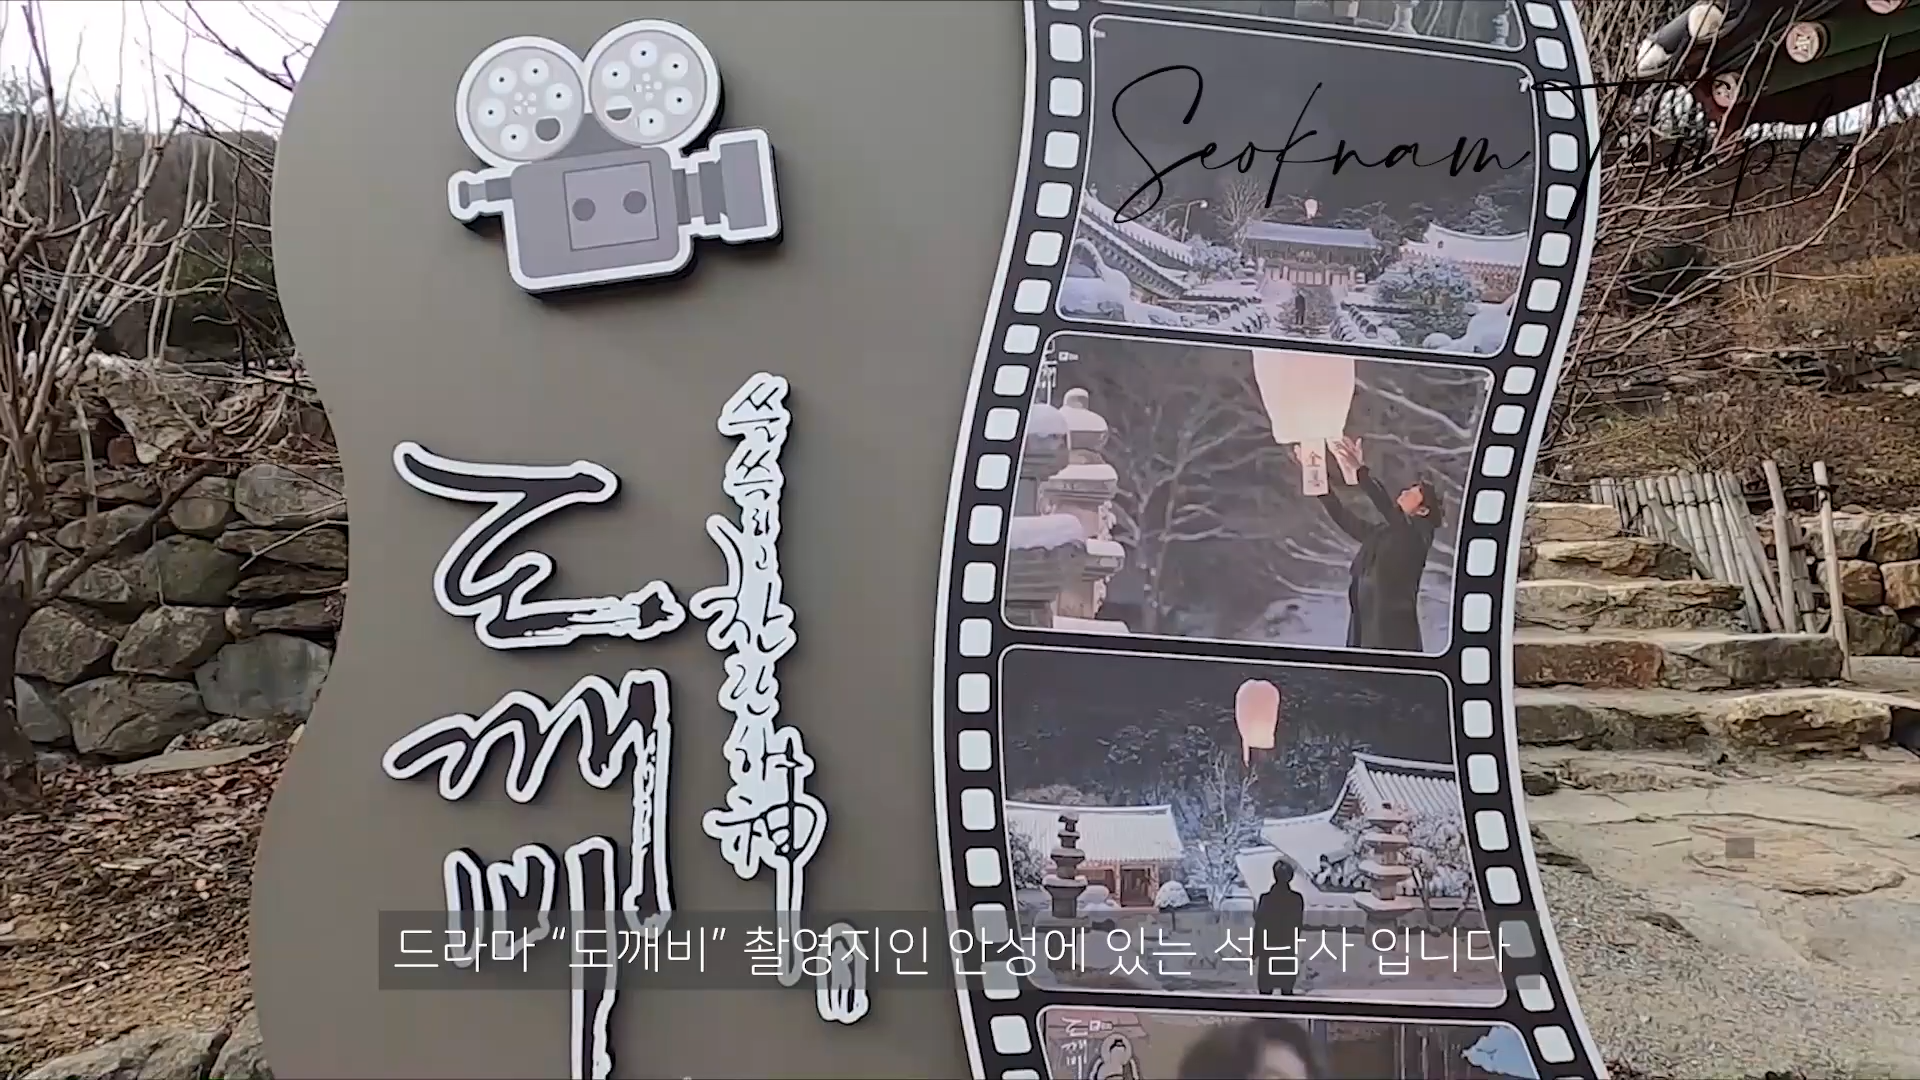 Seoknam Temple
쓸쓸하고 찬란하神
도깨비
드라마 “도깨비” 촬영지인 안성에 있는 석남사 입니다